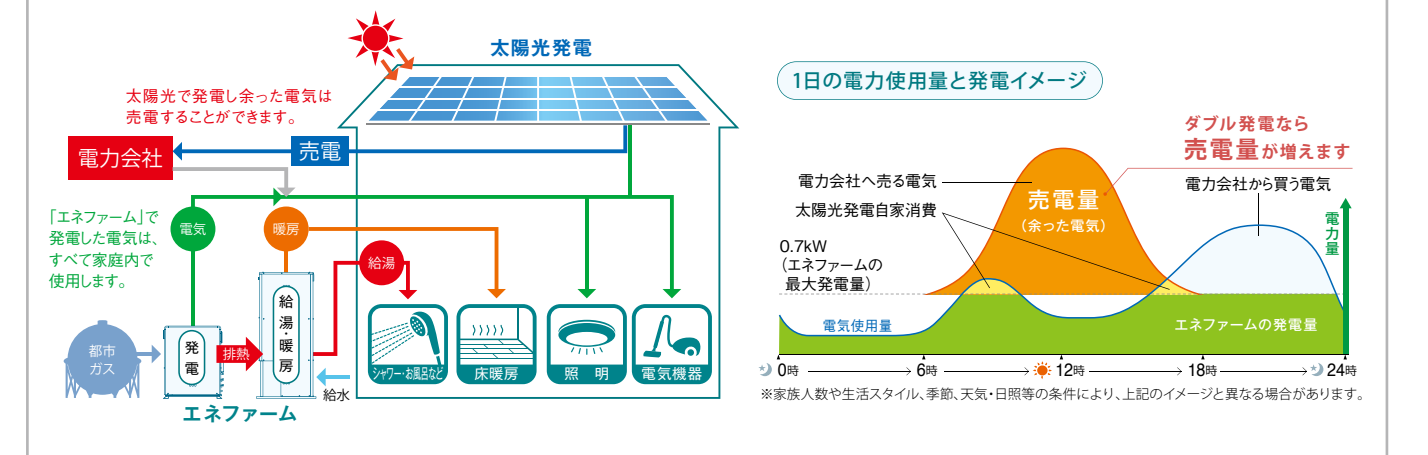 太陽光発電
太陽光で発電し余った電気は
売電することができます。
電力会社
売電
「エネファーム」で
発電した電気は、
すべて家庭内で
使用します。
電気
暖房
給湯
都市
ガス
発電
排熱
給湯・暖房
給水
エネファーム
シャワー・お風呂など
床暖房
照 明
電気機器
1日の電力使用量と発電イメージ
ダブル発電なら
売電量が増えます
電力会社へ売る電気
太陽光発電自家消費
売電量
(余った電気)
電力会社から買う電気
電力量
0.7kW
(エネファームの
最大発電量)
電気使用量
エネファームの発電量
0時
6時
12時
18時
24時
※家族人数や生活スタイル、季節、天気・日照等の条件により、上記のイメージと異なる場合があります。